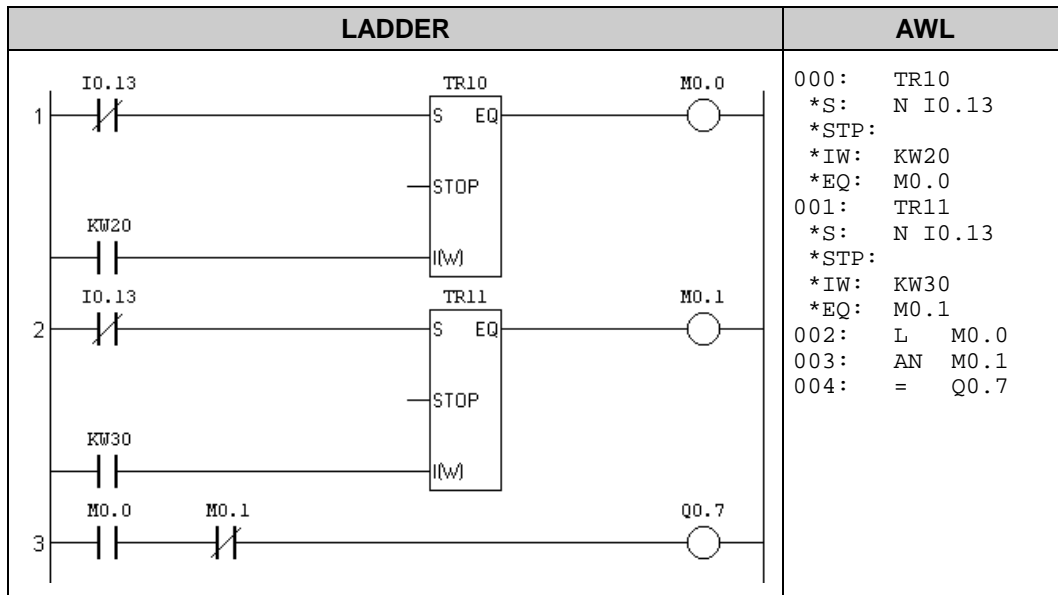 LADDER
AWL
I0.13 TR10 M0.0
1 S EQ
STOP
KW20
I(W)
I0.13 TR11 M0.1
2 S EQ
STOP
KW30
I(W)
M0.0 M0.1 Q0.7
3
000: TR10
*S: N I0.13
*STP:
*IW: KW20
*EQ: M0.0
001: TR11
*S: N I0.13
*STP:
*IW: KW30
*EQ: M0.1
002: L M0.0
003: AN M0.1
004: = Q0.7